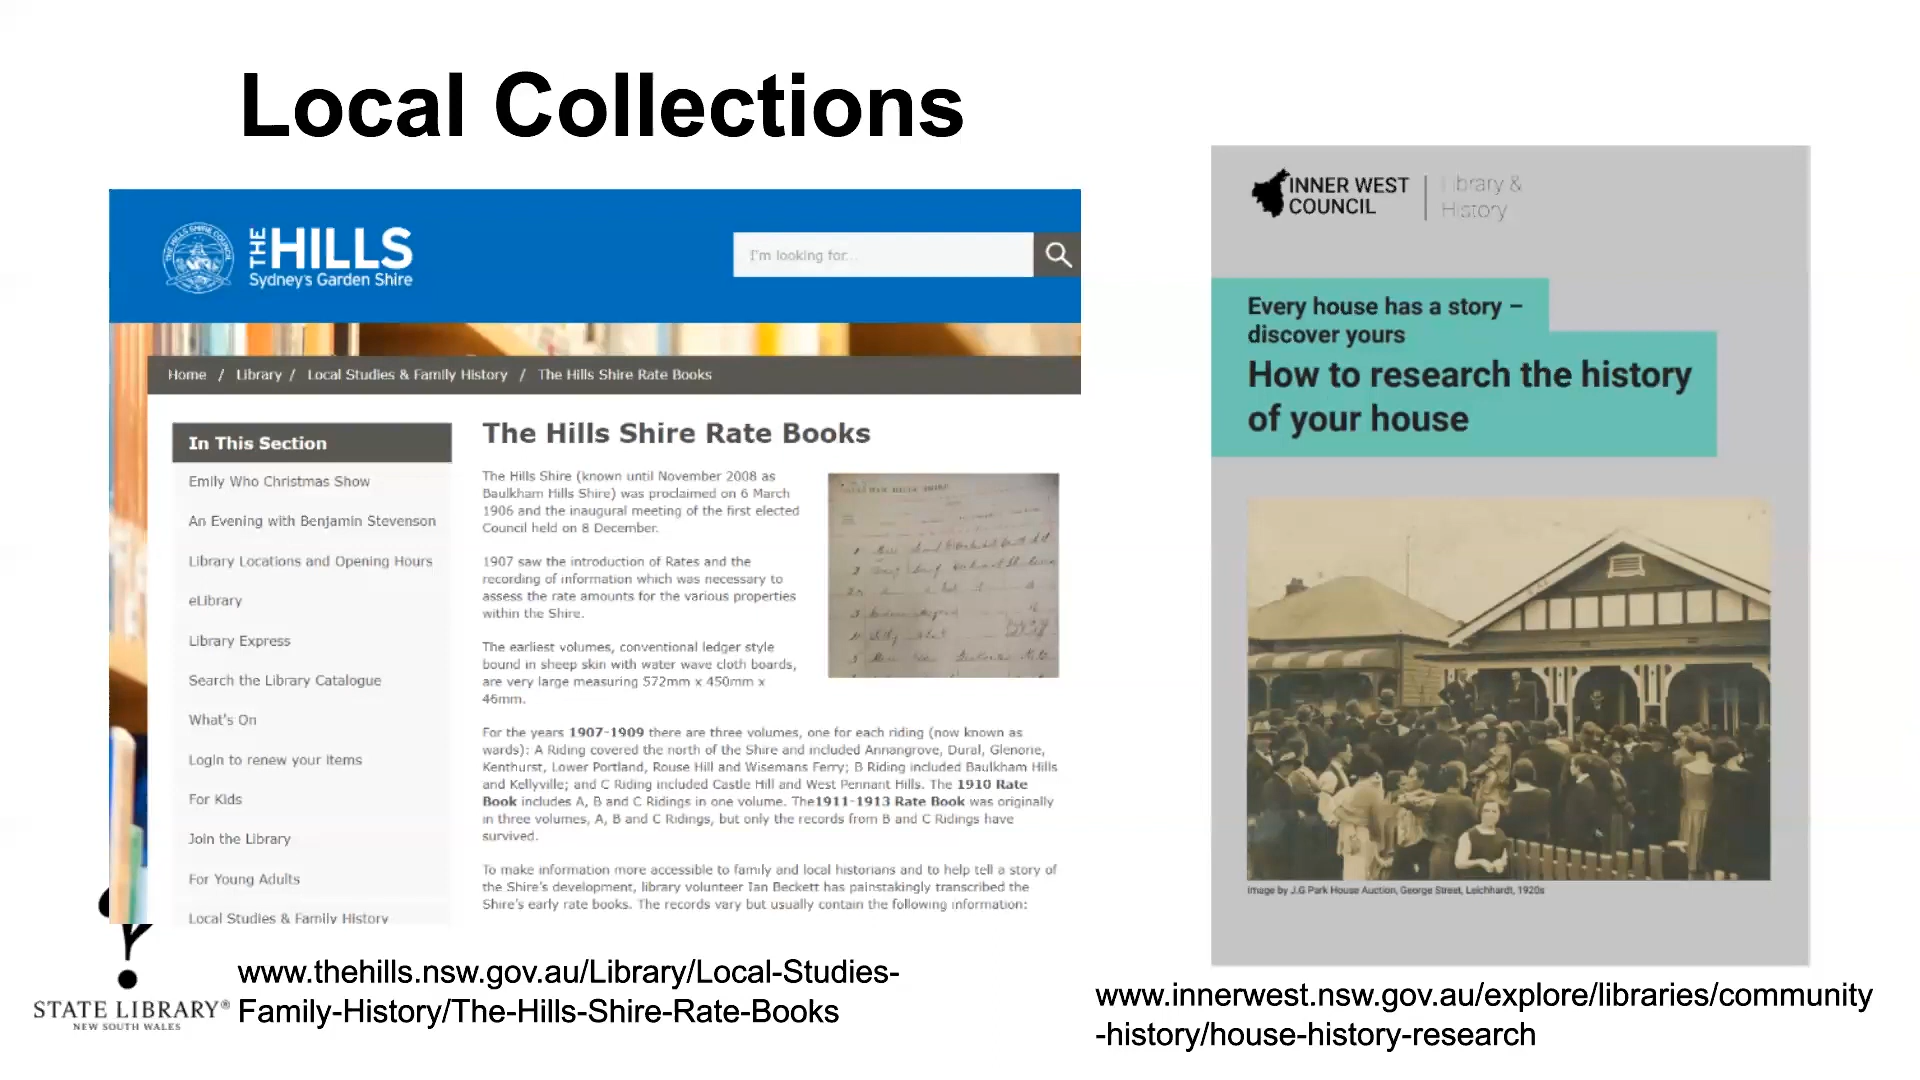 Local Collections
THE HILLS
Sydney's Garden Shire
I'm looking for...
Home / Library / Local Studies & Family History / The Hills Shire Rate Books
In This Section
Emily Who Christmas Show
An Evening with Benjamin Stevenson
Library Locations and Opening Hours
eLibrary
Library Express
Search the Library Catalogue
What's On
Login to renew your items
For Kids
Join the Library
For Young Adults
Local Studies & Family History
The Hills Shire Rate Books
The Hills Shire (known until November 2008 as
Baulkham Hills Shire) was proclaimed on 6 March
1906 and the inaugural meeting of the first elected
Council held on 8 December.
1907 saw the introduction of Rates and the
recording of information which was necessary to
assess the rate amounts for the various properties
within the Shire.
The earliest volumes, conventional ledger style
bound in sheep skin with water wave cloth boards,
are very large measuring 572mm x 450mm x
46mm.
For the years 1907-1909 there are three volumes, one for each riding (now known as
wards): A Riding covered the north of the Shire and included Annangrove, Dural, Glenorie,
Kenthurst, Lower Portland, Rouse Hill and Wisemans Ferry; B Riding included Baulkham Hills
and Kellyville; and C Riding included Castle Hill and West Pennant Hills. The 1910 Rate
Book includes A, B and C Ridings in one volume. The1911-1913 Rate Book was originally
in three volumes, A, B and C Ridings, but only the records from B and C Ridings have
survived.
To make information more accessible to family and local historians and to help tell a story of
the Shire's development, library volunteer Ian Beckett has painstakingly transcribed the
Shire's early rate books. The records vary but usually contain the following information:
www.thehills.nsw.gov.au/Library/Local-Studies-
Family-History/The-Hills-Shire-Rate-Books
STATE LIBRARY®
NEW SOUTH WALES
INNER WEST
COUNCIL
Library &
History
Every house has a story –
discover yours
How to research the history
of your house
Image by J.G Park House Auction, George Street, Leichhardt, 1920s
www.innerwest.nsw.gov.au/explore/libraries/community
-history/house-history-research